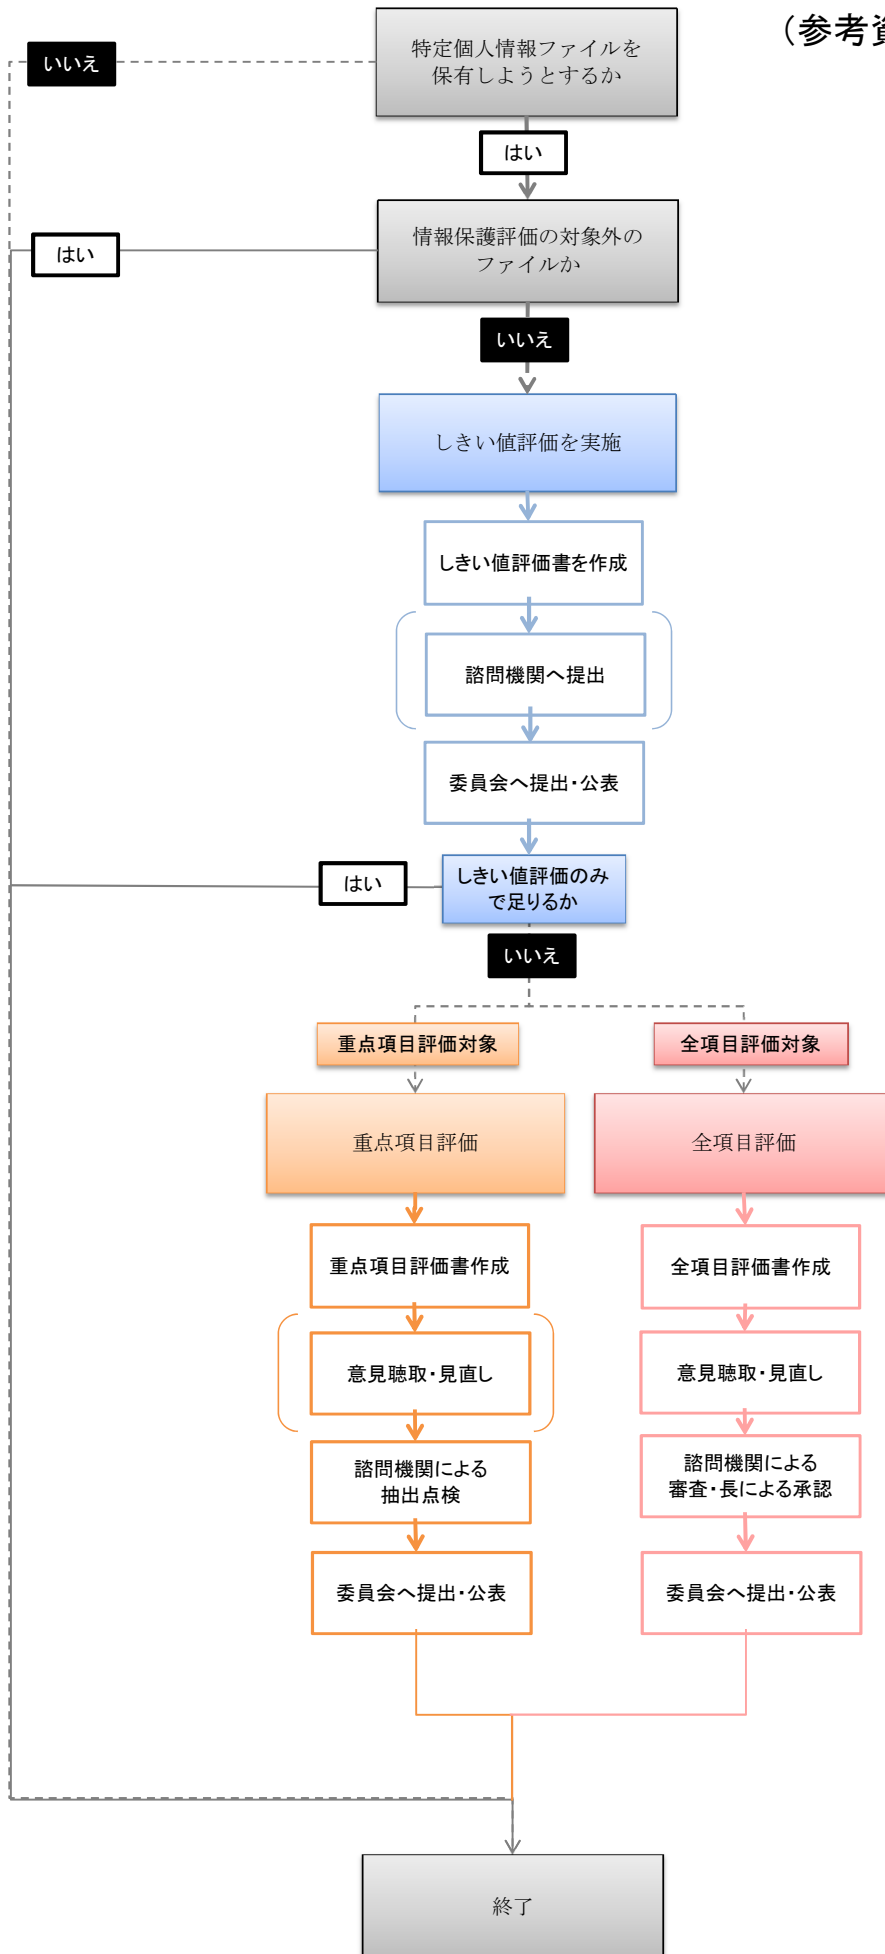 （参考資
特定個人情報ファイルを
保有しようとするか
いいえ
はい
情報保護評価の対象外の
ファイルか
はい
いいえ
しきい値評価を実施
しきい値評価書を作成
諮問機関へ提出
委員会へ提出・公表
しきい値評価のみ
で足りるか
はい
いいえ
重点項目評価対象
全項目評価対象
重点項目評価
全項目評価
重点項目評価書作成
全項目評価書作成
意見聴取・見直し
意見聴取・見直し
諮問機関による
抽出点検
諮問機関による
審査・長による承認
委員会へ提出・公表
委員会へ提出・公表
終了